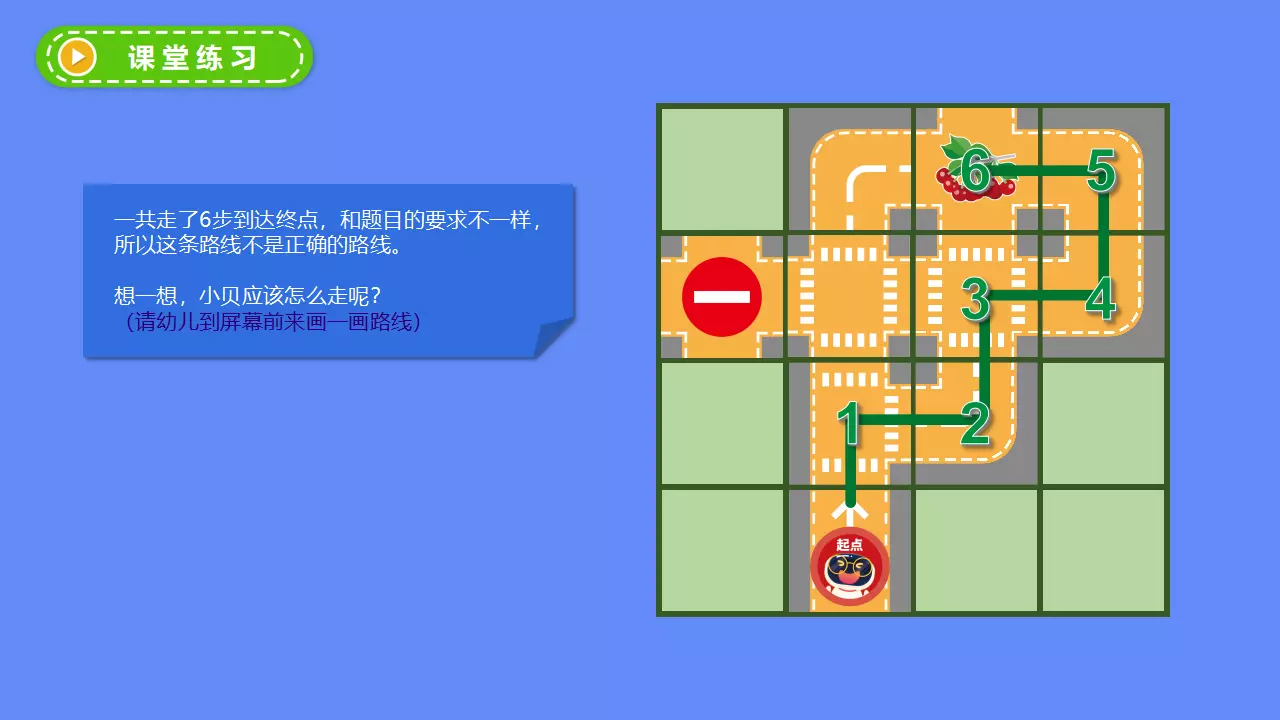 课堂练习
一共走了6步到达终点，和题目的要求不一样，
所以这条路线不是正确的路线。
想一想，小贝应该怎么走呢？
（请幼儿到屏幕前来画一画路线）
6 5
3 4
1 2
起点